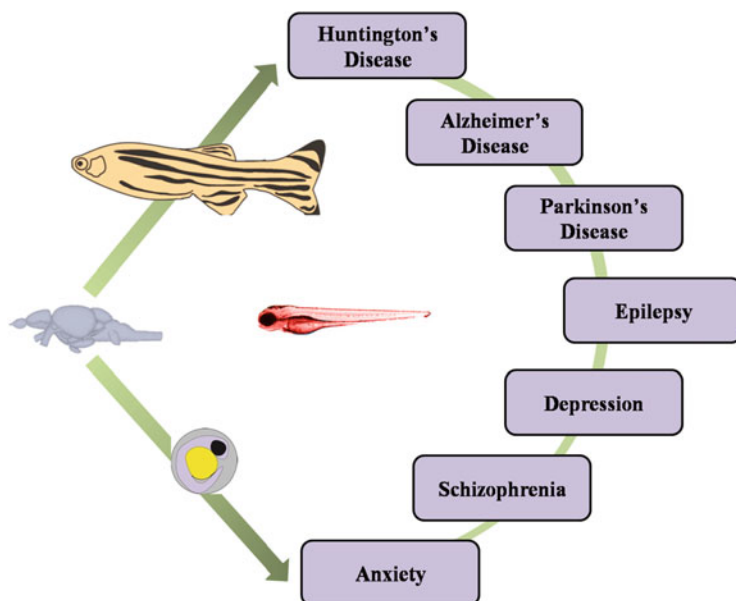 Huntington's
Disease
Alzheimer's
Disease
Parkinson's
Disease
Epilepsy
Depression
Schizophrenia
Anxiety